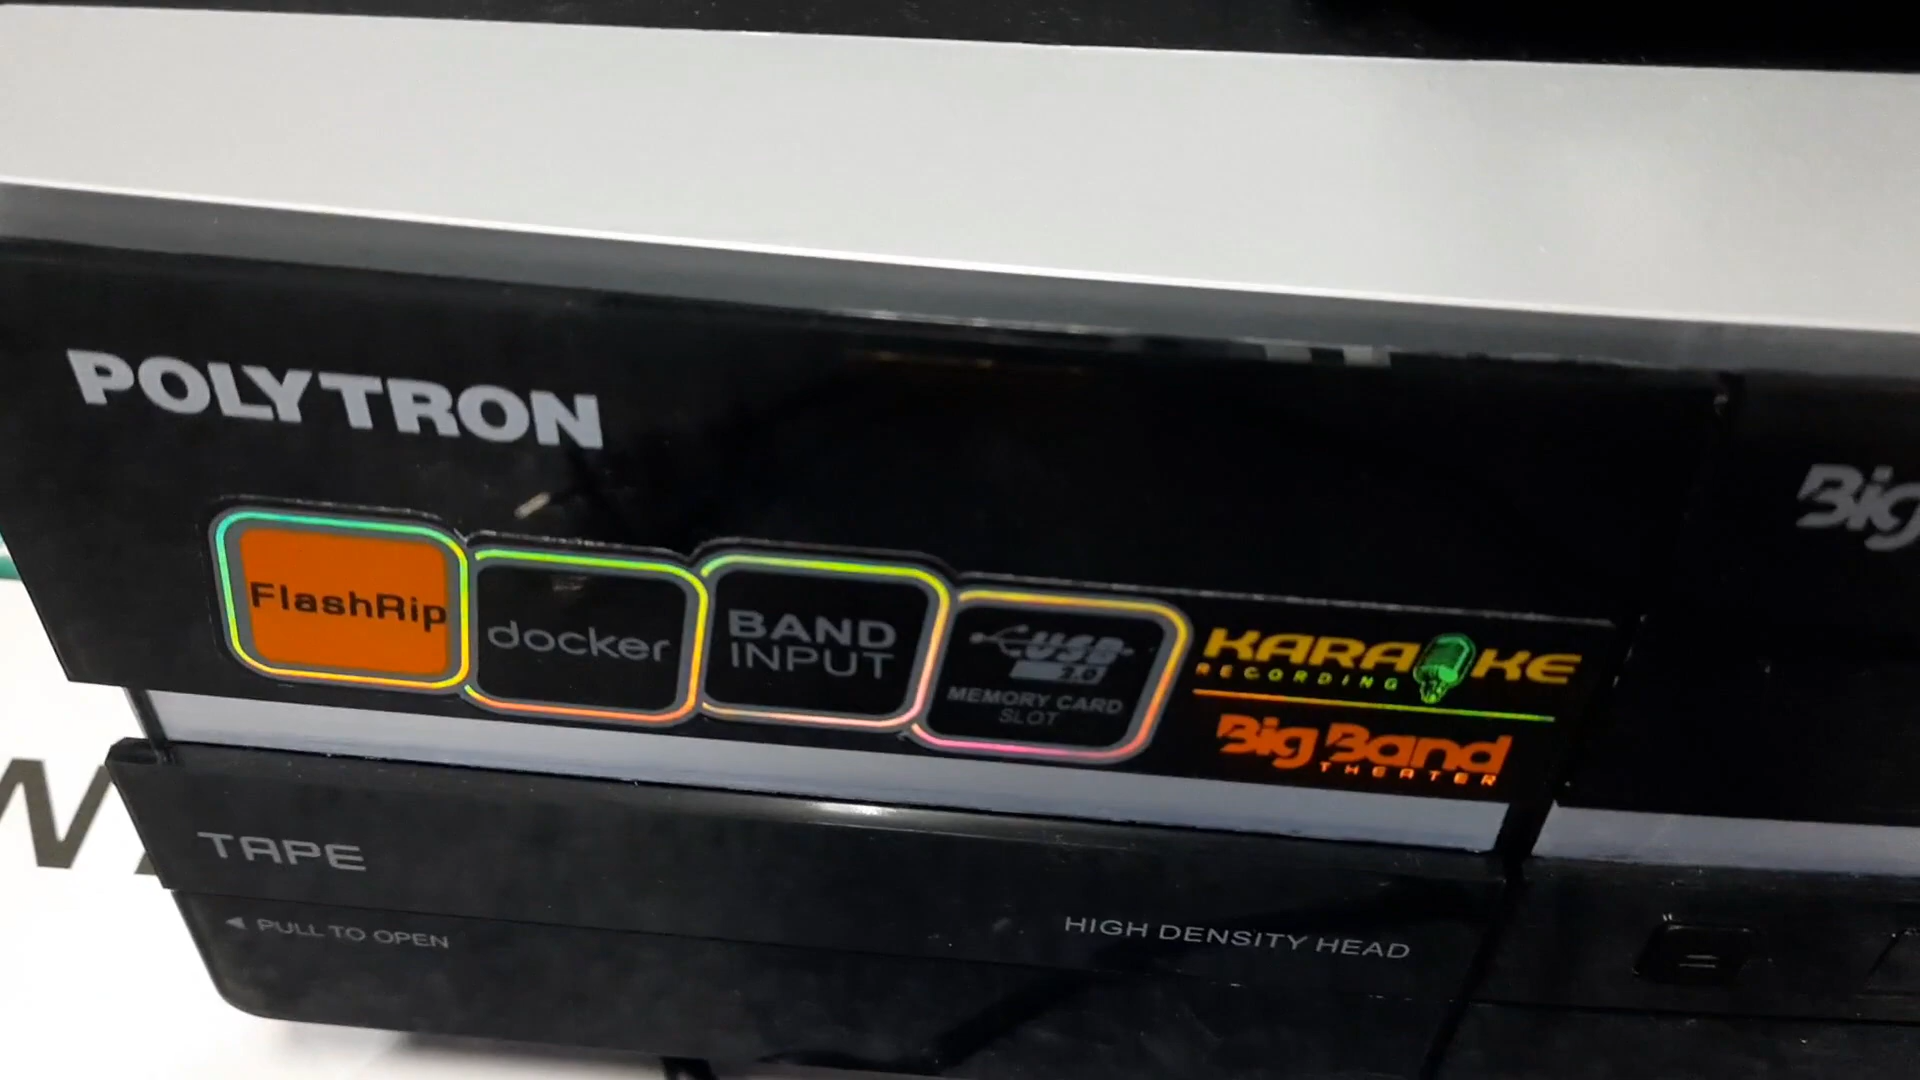 POLYTRON
Big
FlashRip
docker
BAND
INPUT
USB
2.0
MEMORY CARD
SLOT
KARAOKE
RECORDING
Big Band
THEATER
TAPE
◄ PULL TO OPEN
HIGH DENSITY HEAD